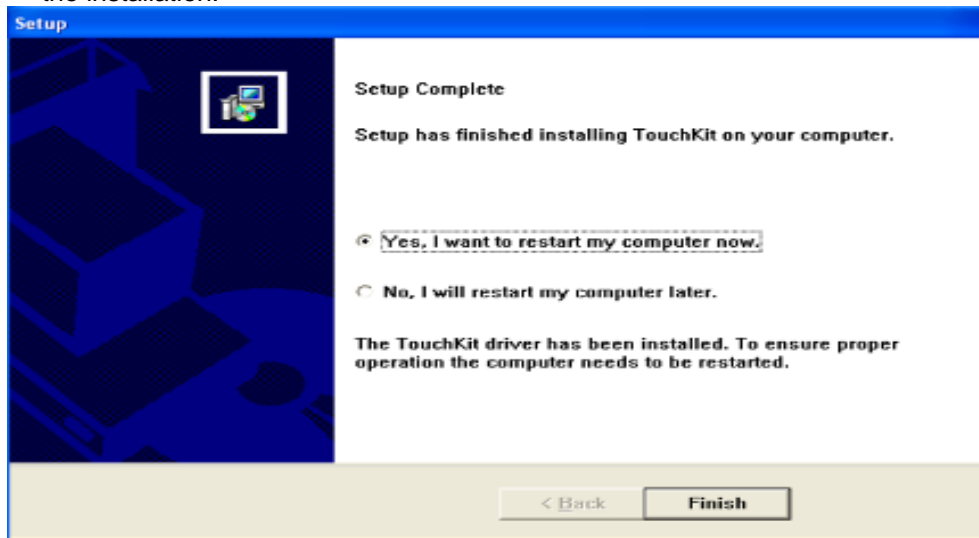 the installation.
Setup
Setup Complete
Setup has finished installing TouchKit on your computer.
Yes, I want to restart my computer now.
No, I will restart my computer later.
The TouchKit driver has been installed. To ensure proper
operation the computer needs to be restarted.
< Back
Finish